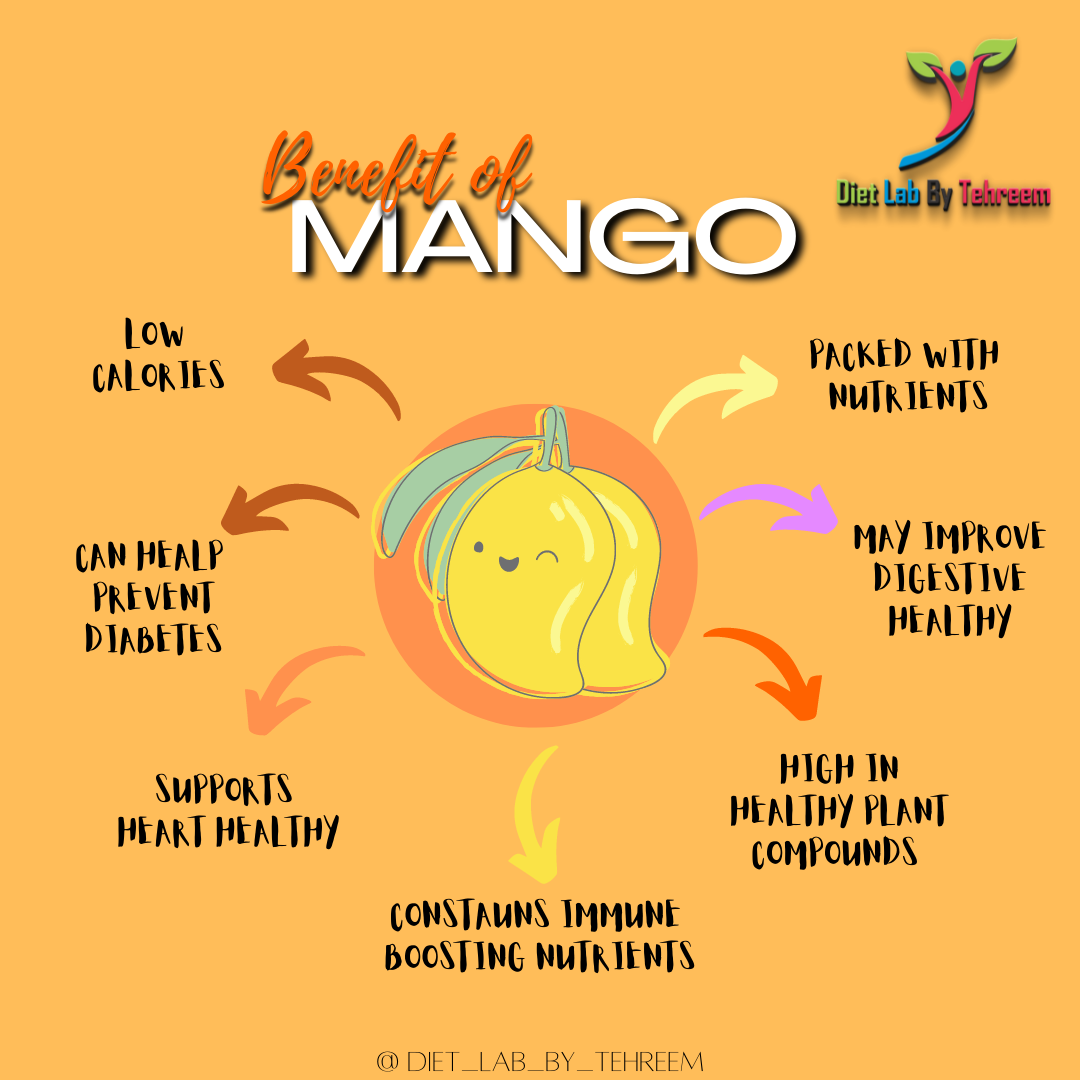 Benefit of
MANGO
Diet Lab By Tehreem
LOW
CALORIES
PACKED WITH
NUTRIENTS
CAN HEALP
PREVENT
DIABETES
MAY IMPROVE
DIGESTIVE
HEALTHY
SUPPORTS
HEART HEALTHY
HIGH IN
HEALTHY PLANT
COMPOUNDS
CONSTAUNS IMMUNE
BOOSTING NUTRIENTS
@ DIET_LAB_BY_TEHREEM